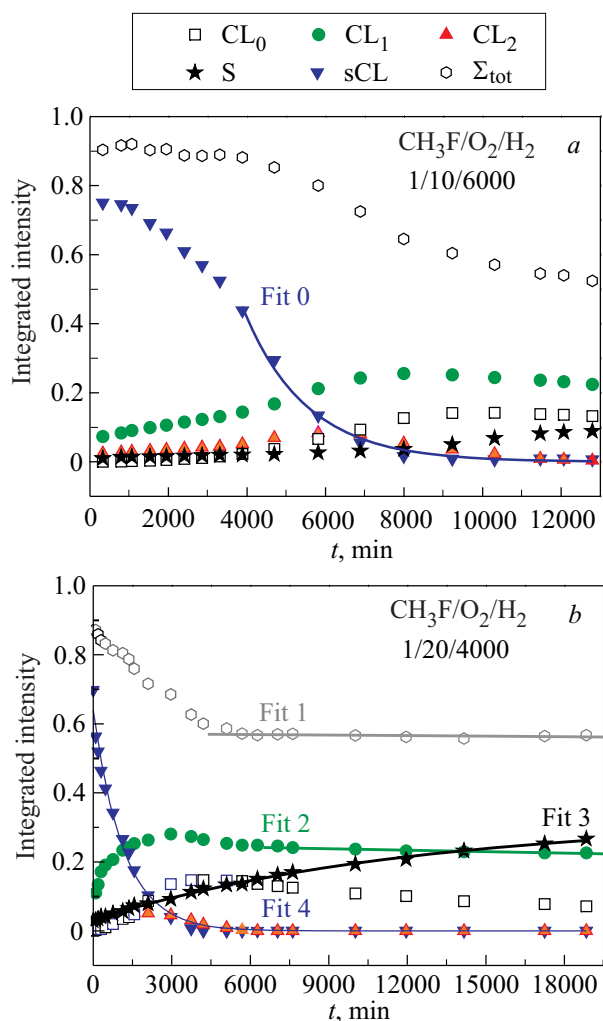 CL₀ CL₁ CL₂
S sCL Σtot
1.0
0.8
0.6
0.4
0.2
0
Integrated intensity
CH₃F/O₂/H₂ a
1/10/6000
Fit 0
0 2000 4000 6000 8000 10000 12000
t, min
1.0
0.8
0.6
0.4
0.2
0
Integrated intensity
CH₃F/O₂/H₂ b
1/20/4000
Fit 1
Fit 2
Fit 3
Fit 4
0 3000 6000 9000 12000 15000 18000
t, min